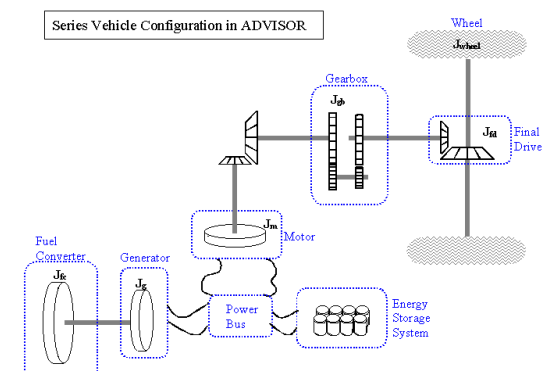 Series Vehicle Configuration in ADVISOR
Wheel
Jwheel
Gearbox
Jgb
Jfd
Final
Drive
Jm
Motor
Fuel
Converter
Generator
Jfc
Jg
Power
Bus
Energy
Storage
System